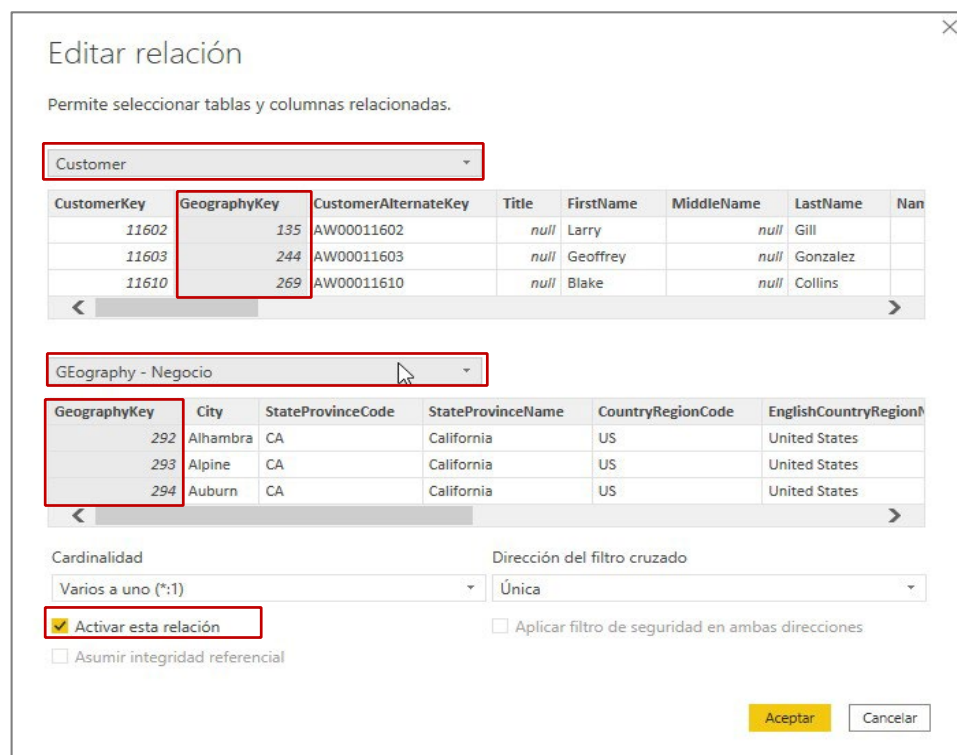 Editar relación
Permite seleccionar tablas y columnas relacionadas.
Customer
CustomerKey GeographyKey CustomerAlternateKey Title FirstName MiddleName LastName Nam
11602 135 AW00011602 null Larry null Gill
11603 244 AW00011603 null Geoffrey null Gonzalez
11610 269 AW00011610 null Blake null Collins
GEography - Negocio
GeographyKey City StateProvinceCode StateProvinceName CountryRegionCode EnglishCountryRegionN
292 Alhambra CA California US United States
293 Alpine CA California US United States
294 Auburn CA California US United States
Cardinalidad Dirección del filtro cruzado
Varios a uno (*:1) Única
Activar esta relación Aplicar filtro de seguridad en ambas direcciones
Asumir integridad referencial
Aceptar Cancelar